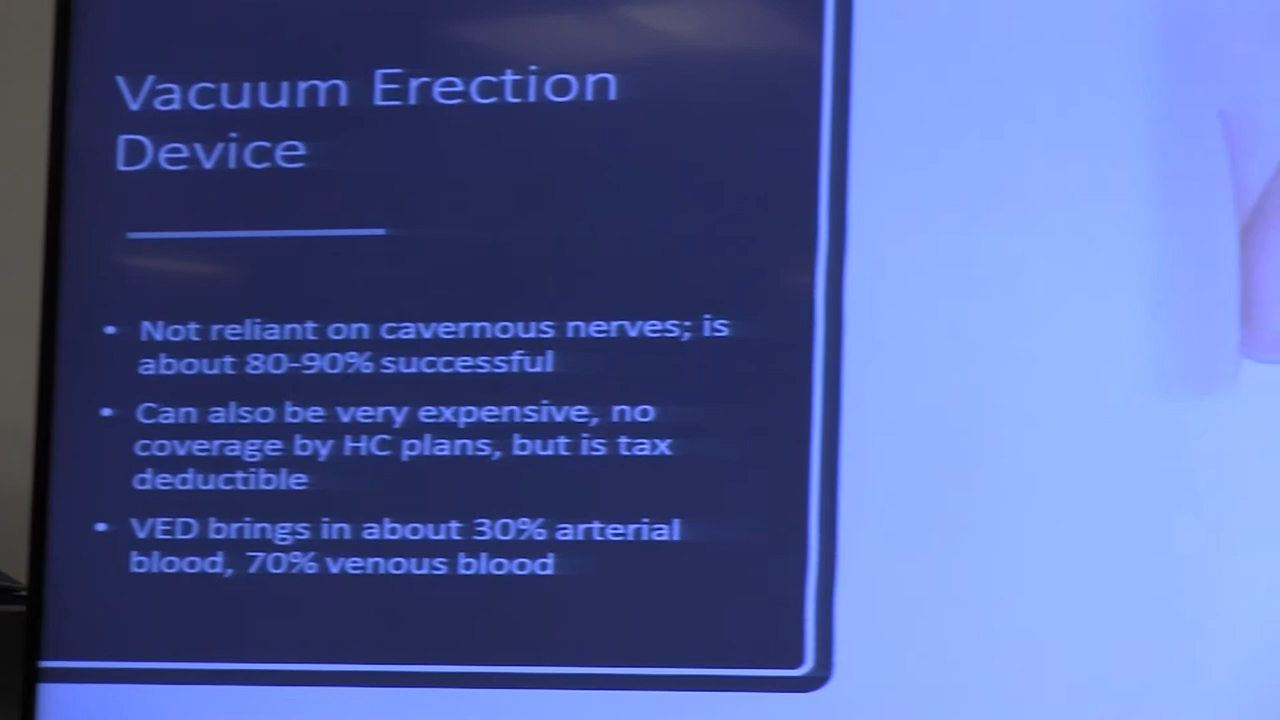 Vacuum Erection
Device
• Not reliant on cavernous nerves; is
about 80-90% successful
• Can also be very expensive, no
coverage by HC plans, but is tax
deductible
• VED brings in about 30% arterial
blood, 70% venous blood